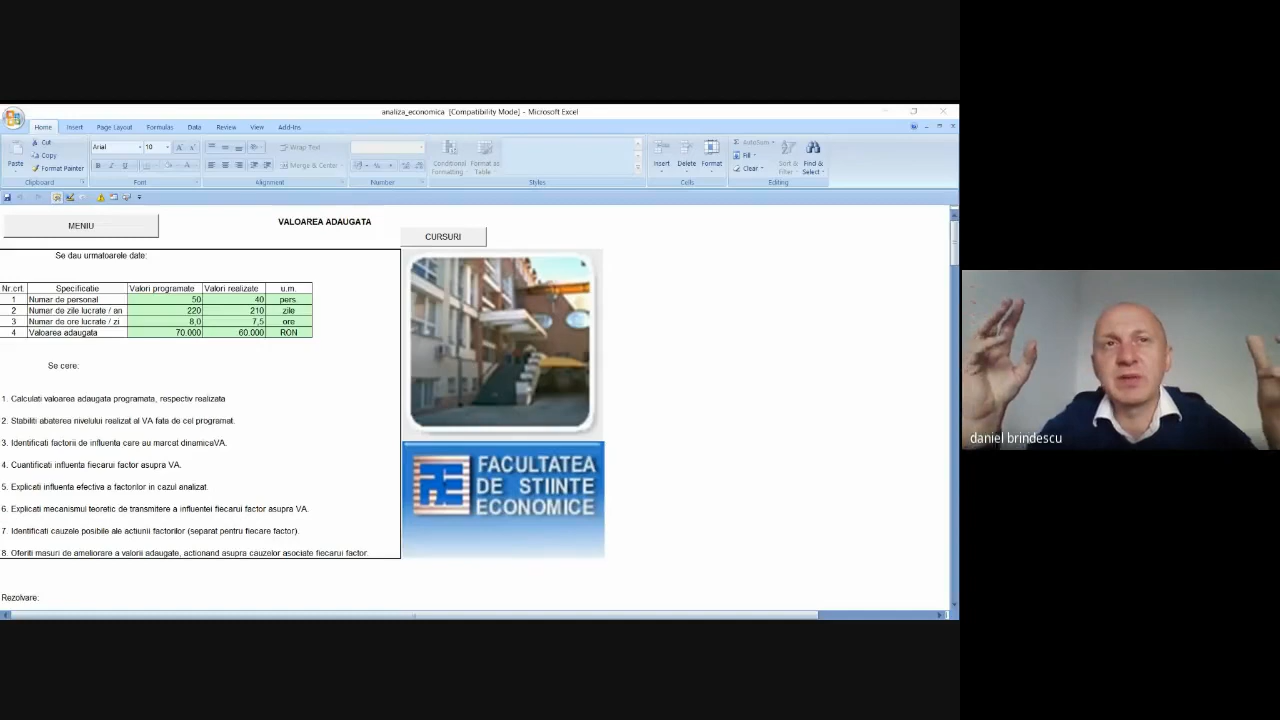 analiza_economica [Compatibility Mode] - Microsoft Excel
Home Insert Page Layout Formulas Data Review View Add-Ins
Paste
Cut
Copy
Format Painter
Clipboard
Arial 10
B I U
Font
Wrap Text
Merge & Center
Alignment
Number
Conditional Formatting
Format as Table
Styles
Insert Delete Format
Cells
AutoSum
Fill
Clear
Sort & Filter
Find & Select
Editing
MENIU
VALOAREA ADAUGATA
CURSURI
Se dau urmatoarele date:
Nr.crt. Specificatie Valori programate Valori realizate u.m.
1 Numar de personal 50 40 pers.
2 Numar de zile lucrate / an 220 210 zile
3 Numar de ore lucrate / zi 8,0 7,5 ore
4 Valoarea adaugata 70.000 60.000 RON
Se cere:
1. Calculati valoarea adaugata programata, respectiv realizata
2. Stabiliti abaterea nivelului realizat al VA fata de cel programat.
3. Identificati factorii de influenta care au marcat dinamicaVA.
4. Cuantificati influenta fiecarui factor asupra VA.
5. Explicati influenta efectiva a factorilor in cazul analizat.
6. Explicati mecanismul teoretic de transmitere a influentei fiecarui factor asupra VA.
7. Identificati cauzele posibile ale actiunii factorilor (separat pentru fiecare factor).
8. Oferiti masuri de ameliorare a valorii adaugate, actionand asupra cauzelor asociate fiecarui factor.
Rezolvare:
FACULTATEA
DE STIINTE
ECONOMICE
daniel brindescu